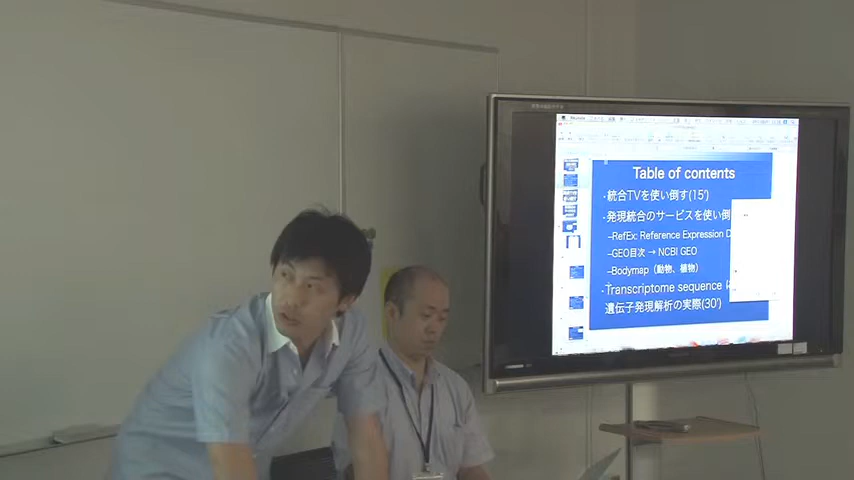 Table of contents
・統合TVを使い倒す(15')
・発現統合のサービスを使い倒
–RefEx: Reference Expression D
–GEO目次 → NCBI GEO
–Bodymap（動物、植物）
・Transcriptome sequence に
遺伝子発現解析の実際(30')